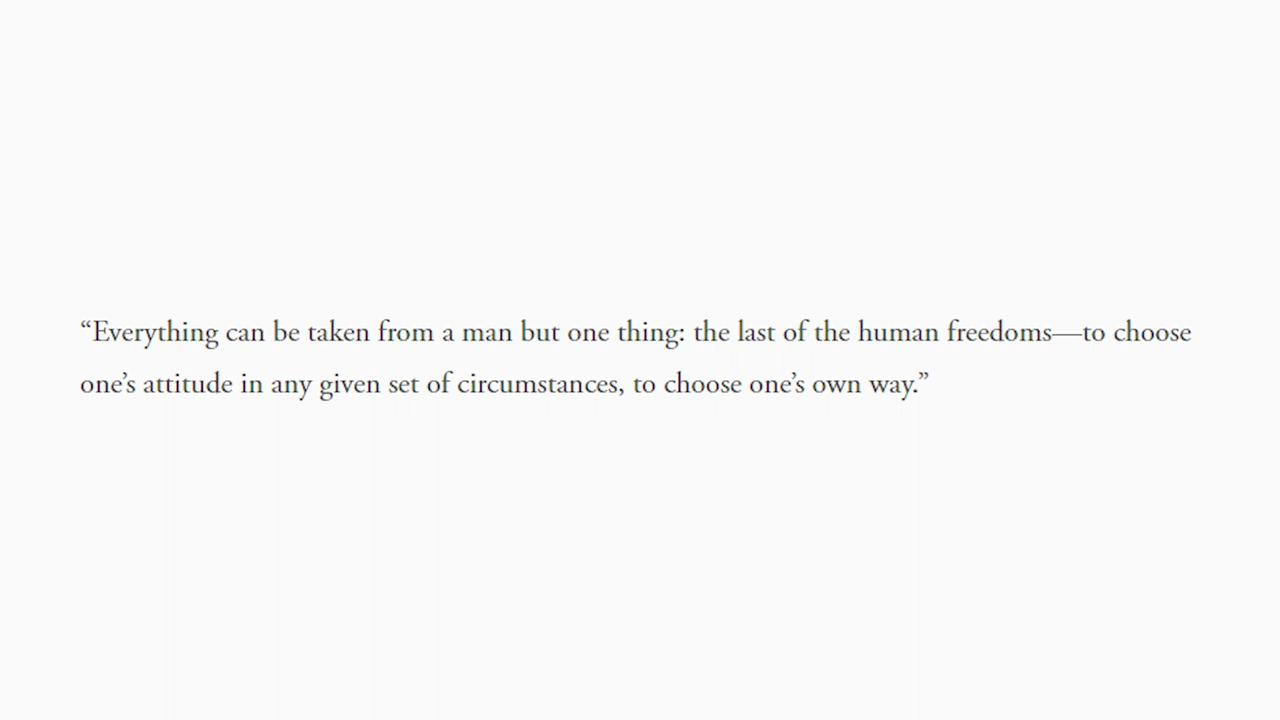 “Everything can be taken from a man but one thing: the last of the human freedoms—to choose
one’s attitude in any given set of circumstances, to choose one’s own way.”